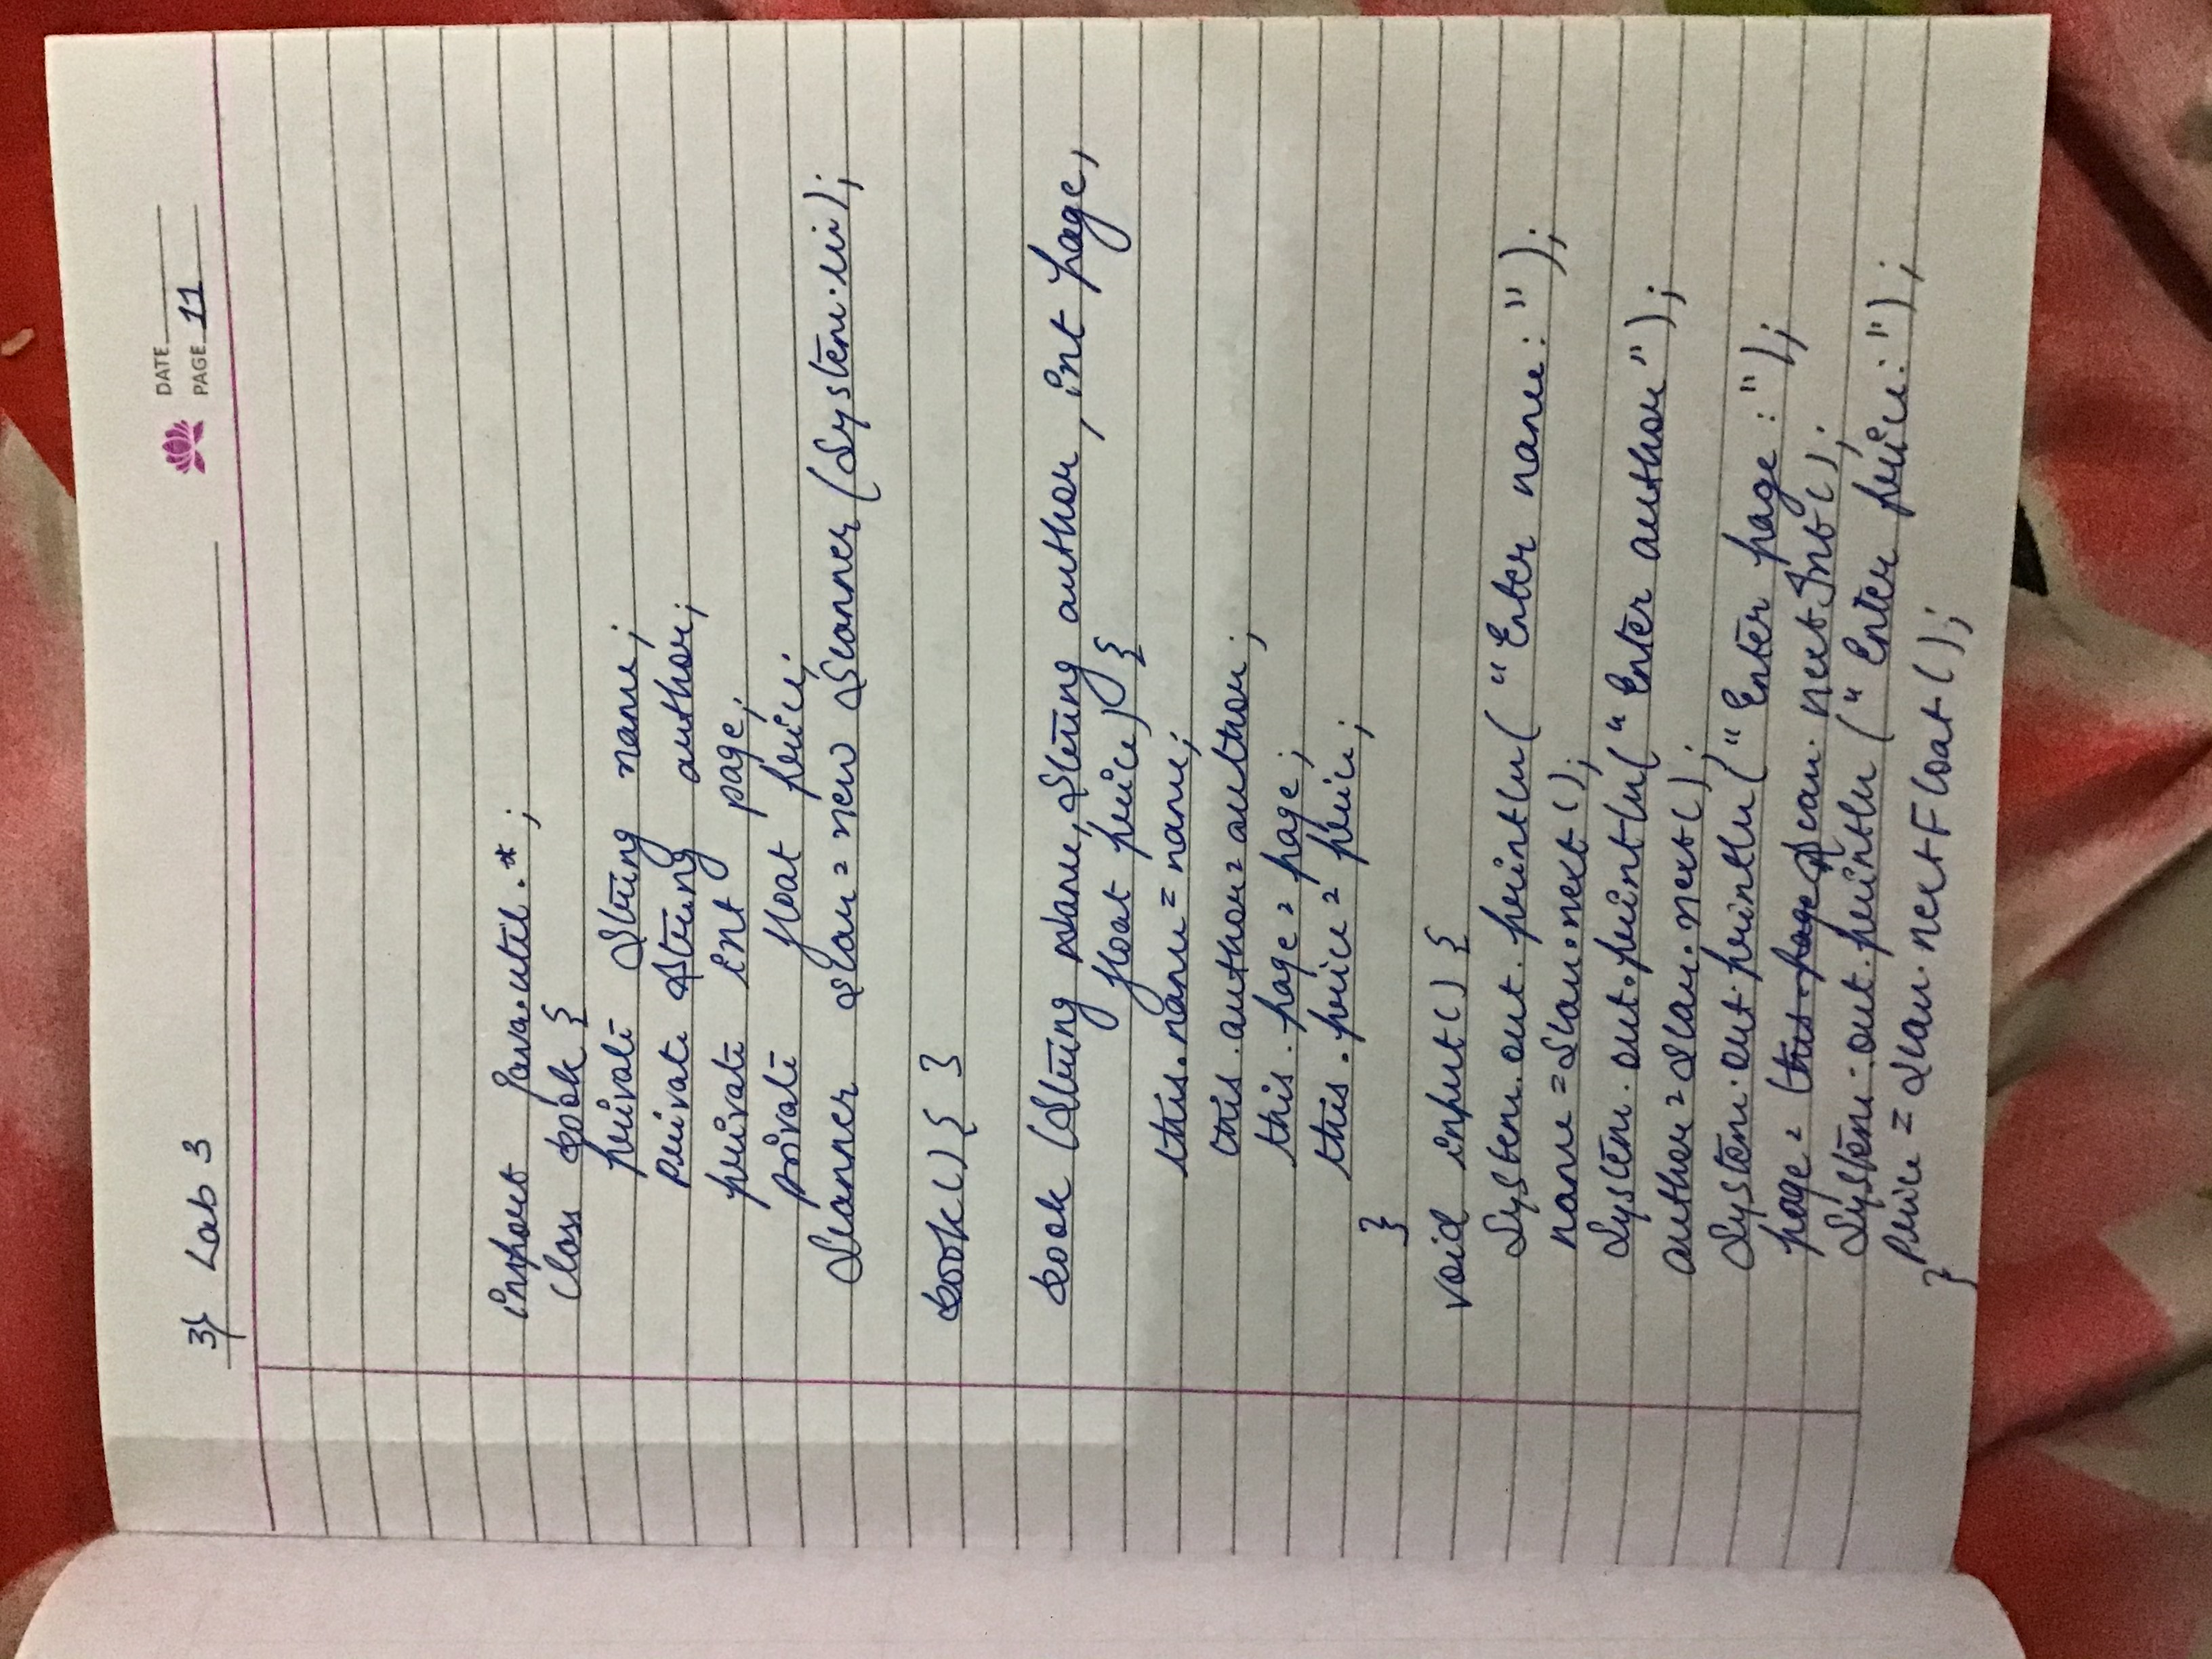 3} Lab 3
DATE
PAGE 11
import java.util.*;
class book {
private String name;
private String author;
private int page;
private float price;
Scanner scan = new Scanner (System.in);
book() { }
book (String name, String author, int page,
float price) {
this.name = name;
this.author = author;
this.page = page;
this.price = price;
}
void input() {
System.out.println( "Enter name: ");
name = scan.next();
System.out.println( "Enter author ");
author = scan.next();
System.out.println ( "Enter page : ");
page = this.page scan.nextInt();
System.out.println ( " Enter price: ");
price = scan.nextFloat();
}